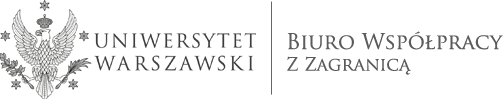 UNIWERSYTET
WARSZAWSKI
BIURO WSPÓŁPRACY
Z ZAGRANICĄ